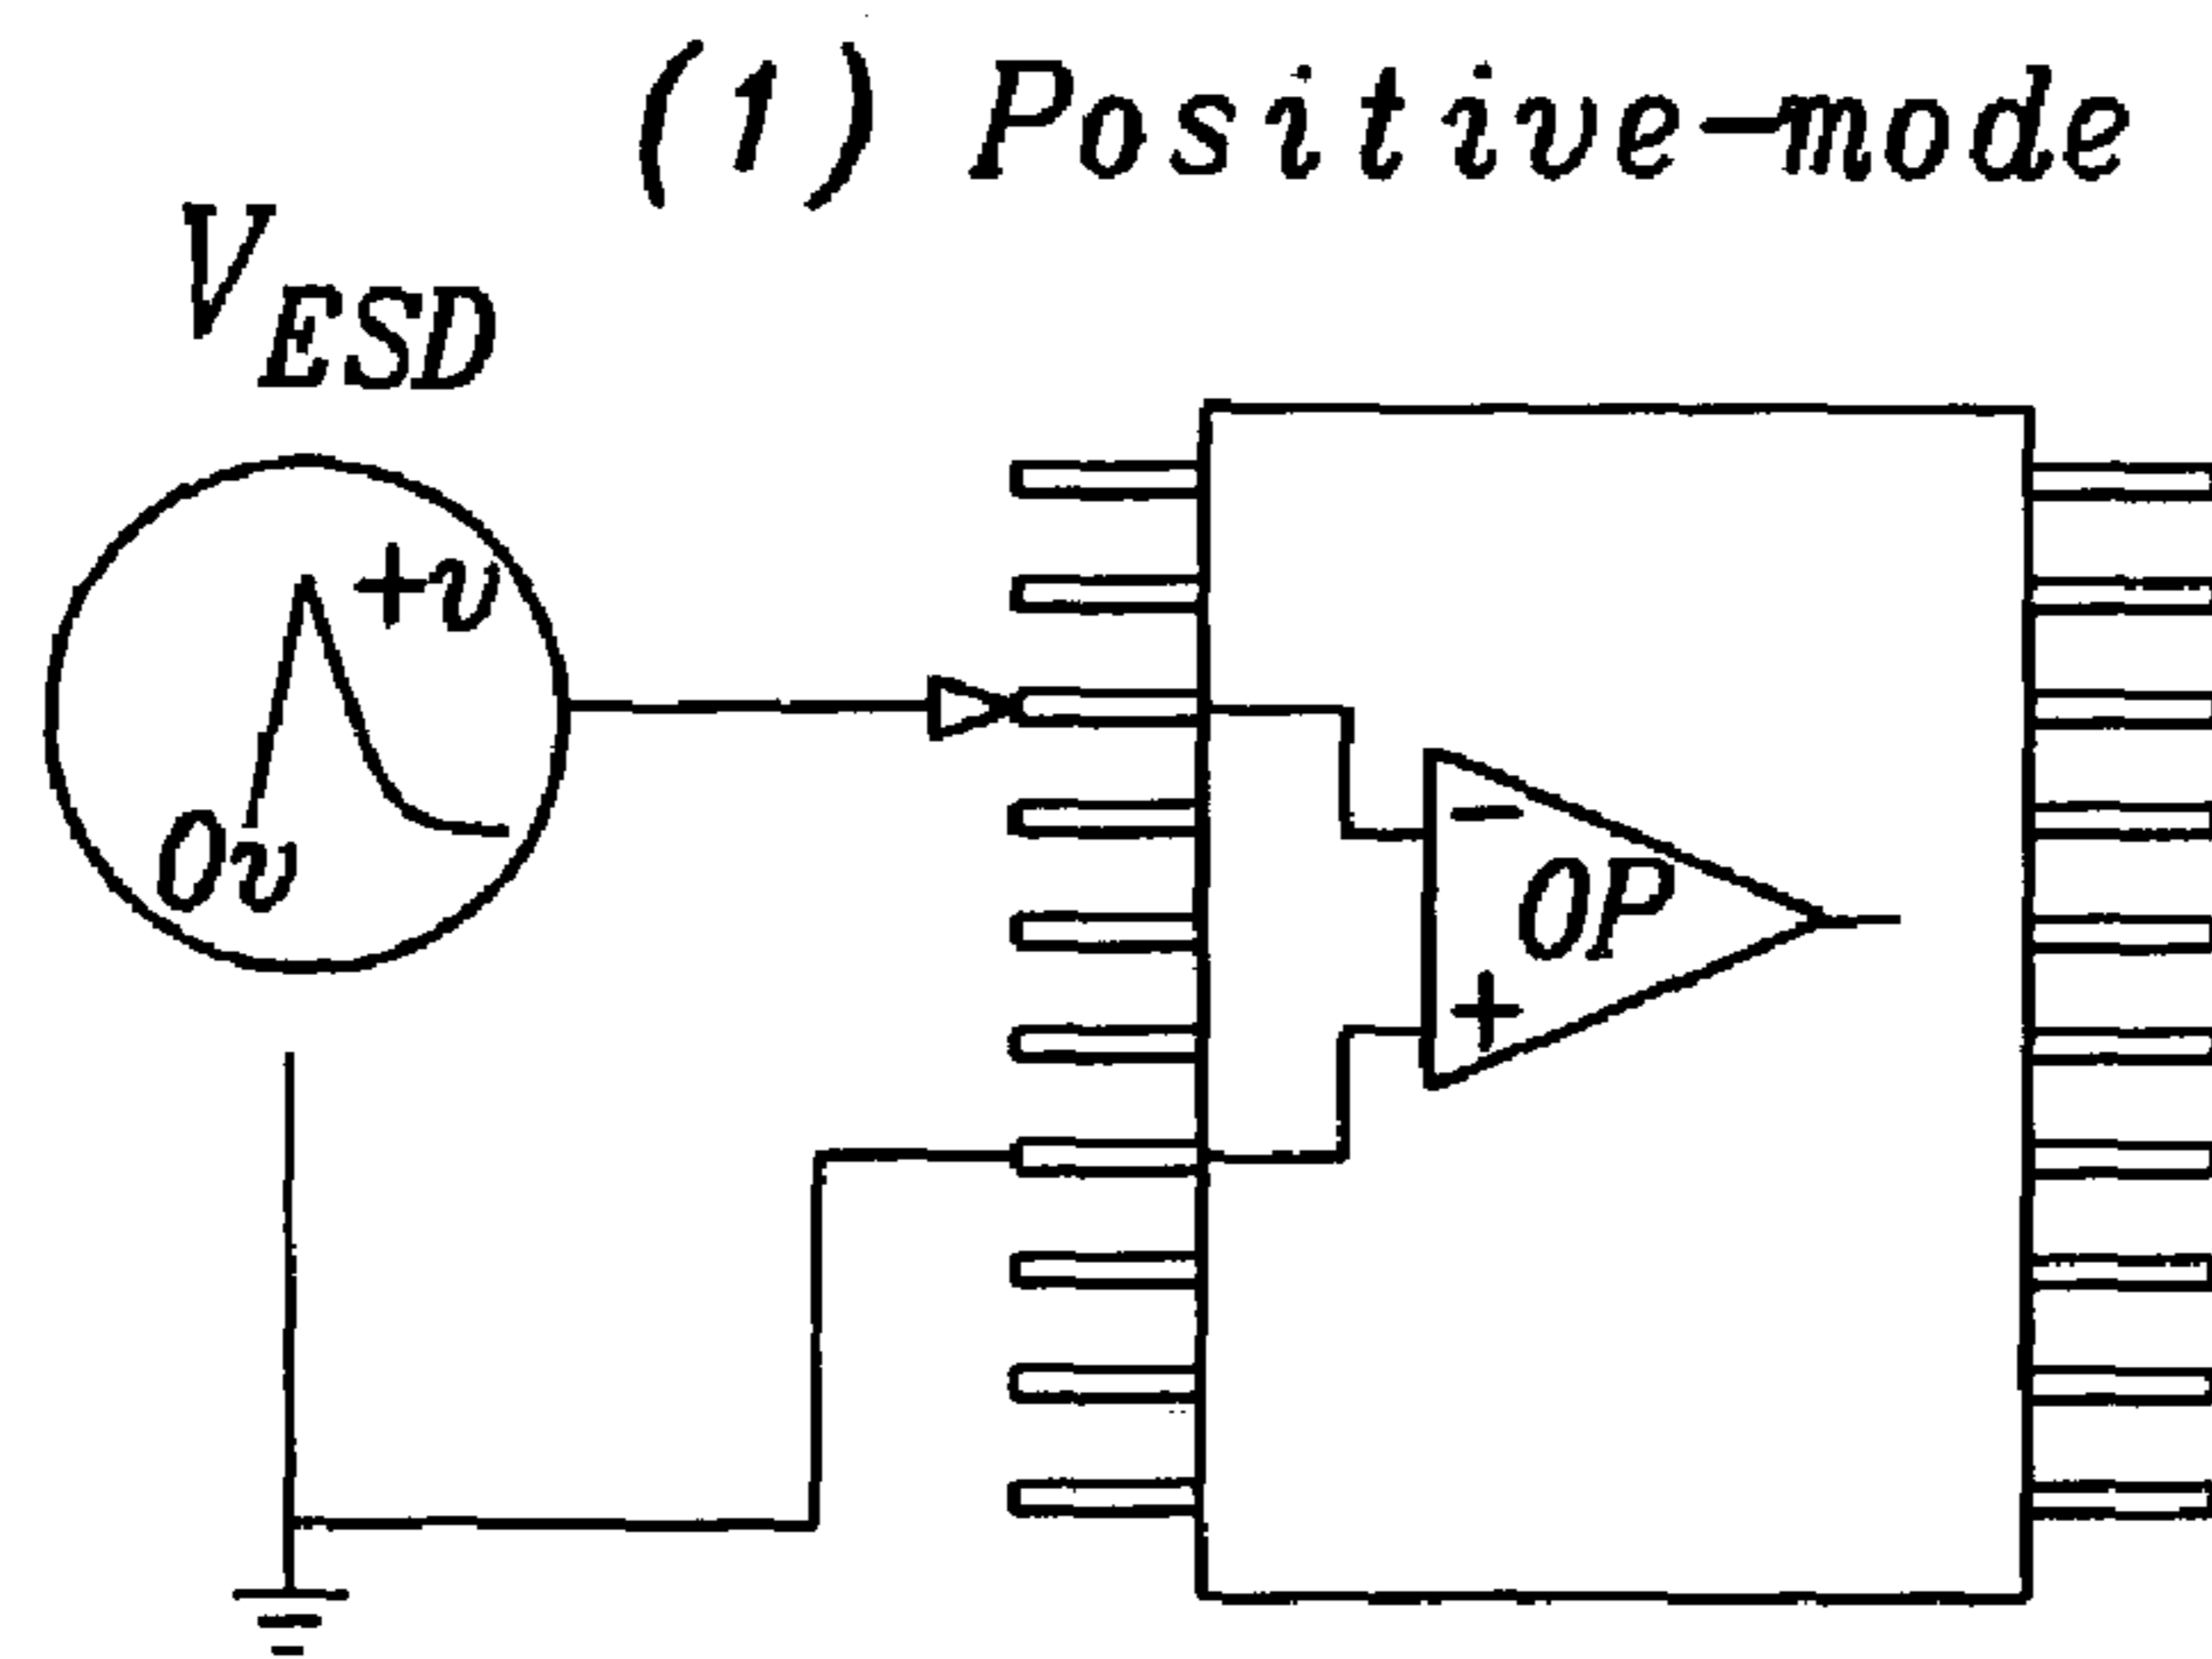 (1) Positive-mode
VESD
+v
0v
−
OP
+